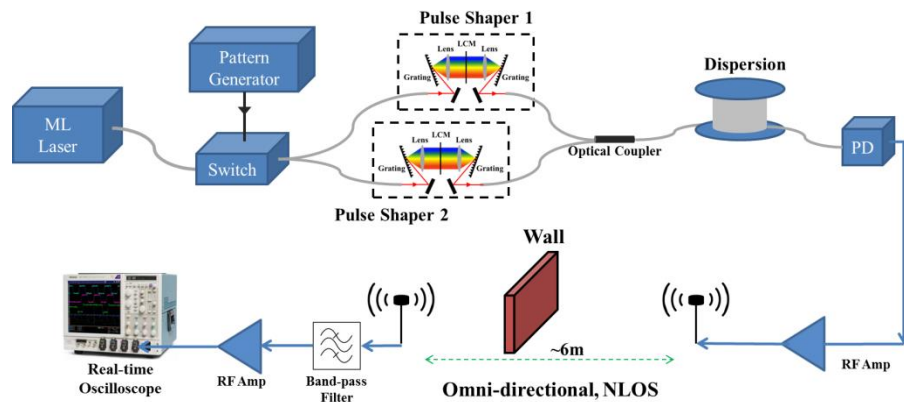 Pulse Shaper 1
LCM
Lens
Lens
Grating
Grating
Pattern
Generator
ML
Laser
Switch
LCM
Lens
Lens
Grating
Grating
Pulse Shaper 2
Optical Coupler
Dispersion
PD
Wall
~6m
Omni-directional, NLOS
RF Amp
Band-pass
Filter
RF Amp
Real-time
Oscilloscope